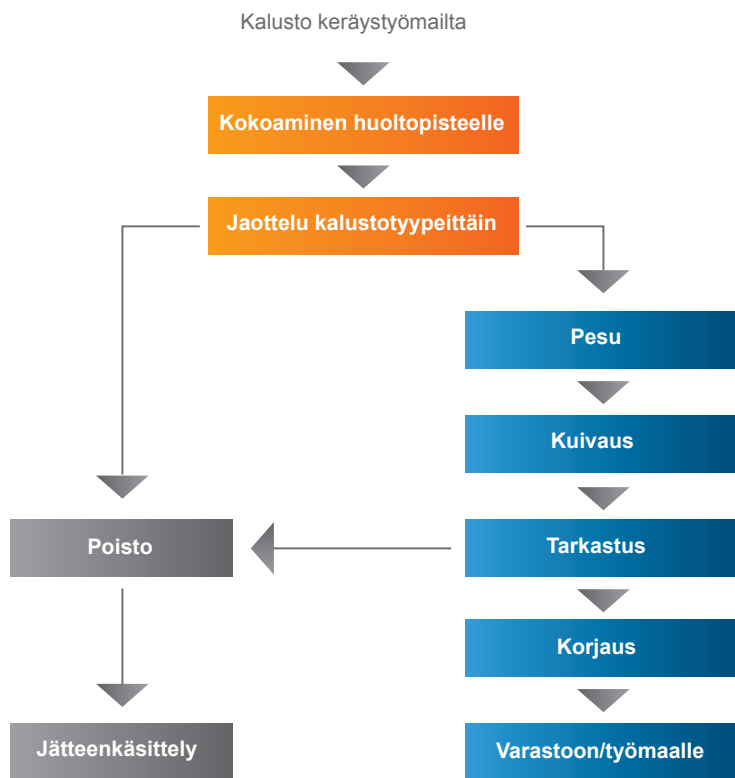 Kalusto keräystyömailta
Kokoaminen huoltopisteelle
Jaottelu kalustotyypeittäin
Pesu
Kuivaus
Poisto
Tarkastus
Korjaus
Jätteenkäsittely
Varastoon/työmaalle